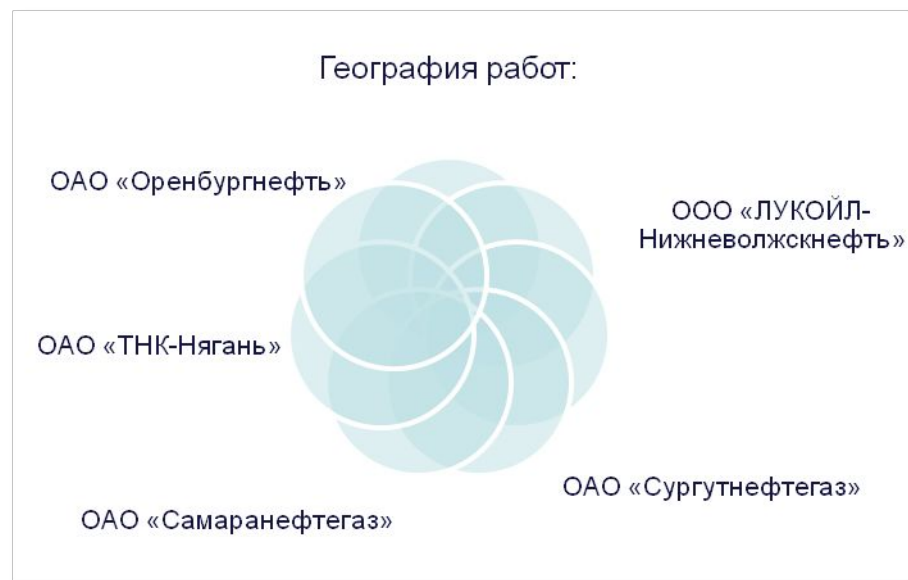 География работ:
ОАО «Оренбургнефть»
ООО «ЛУКОЙЛ-
Нижневолжскнефть»
ОАО «ТНК-Нягань»
ОАО «Сургутнефтегаз»
ОАО «Самаранефтегаз»